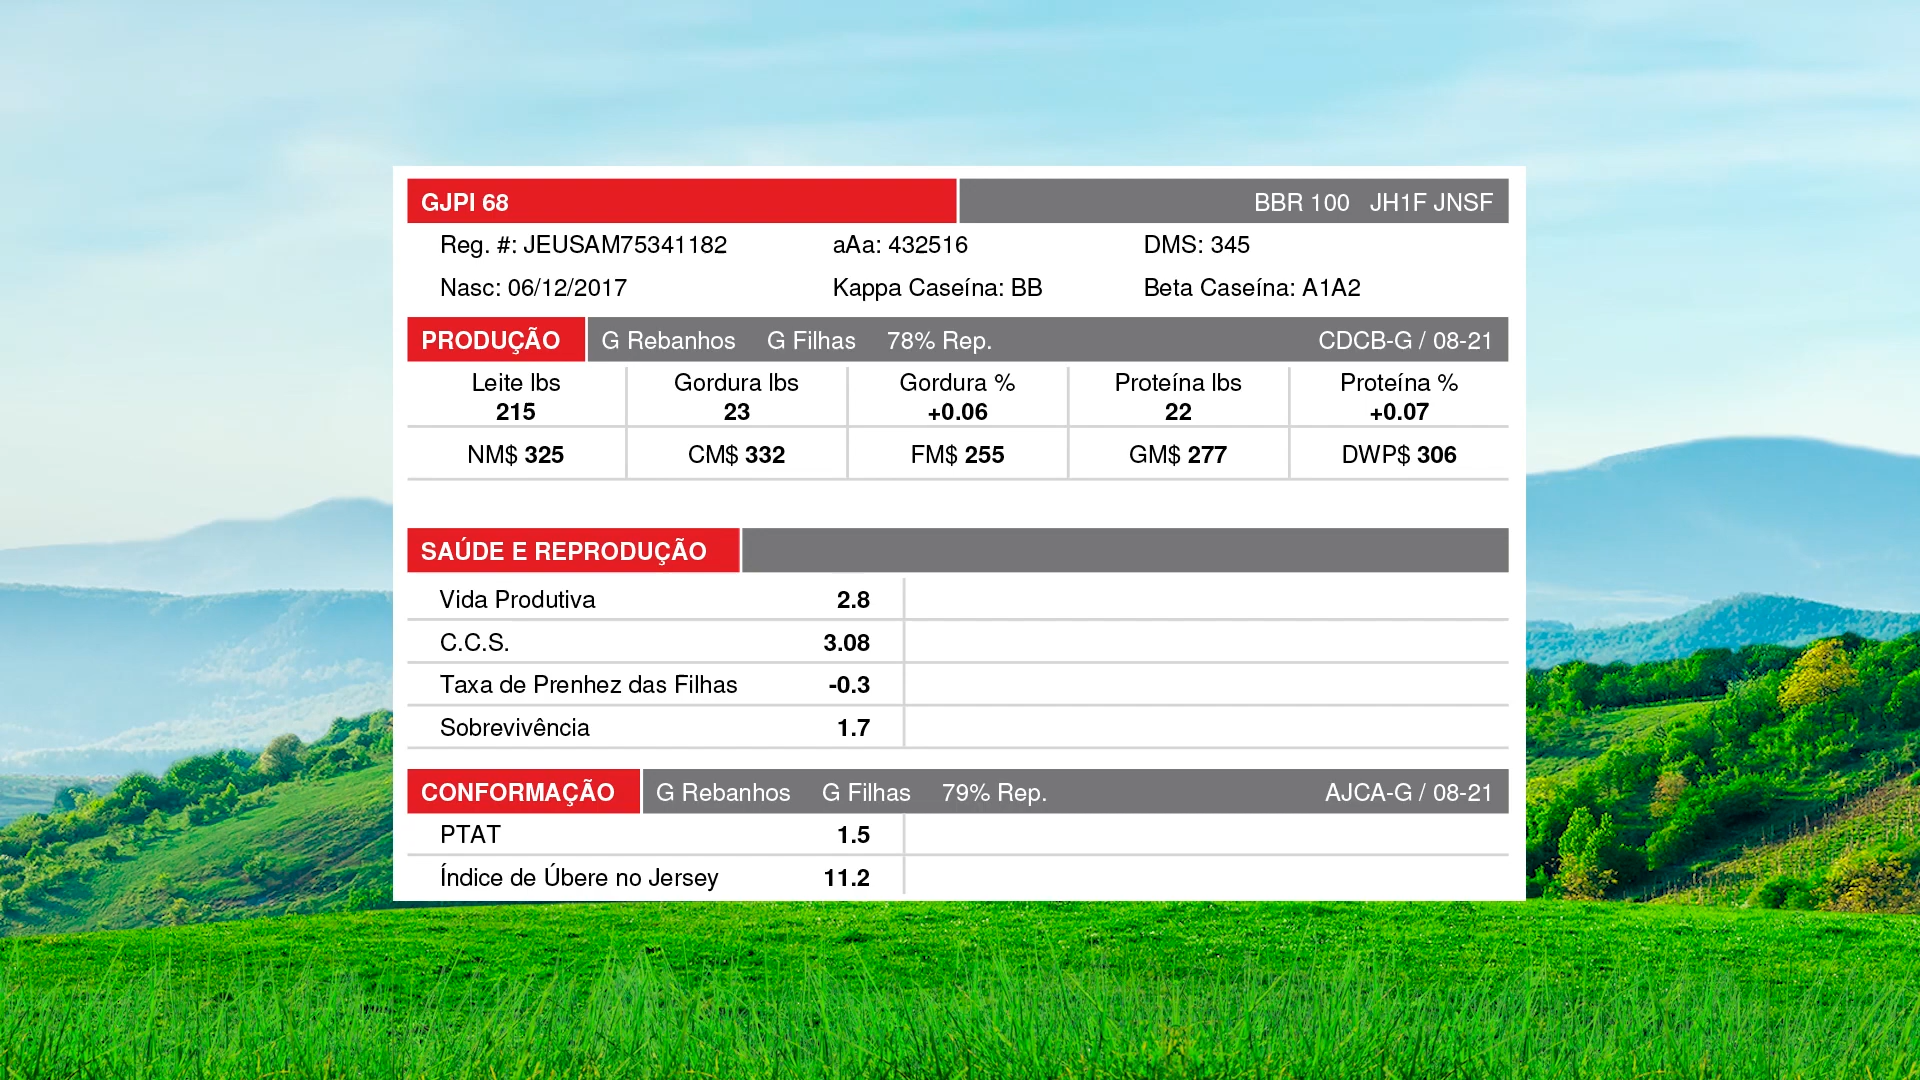 GJPI 68 BBR 100 JH1F JNSF
Reg. #: JEUSAM75341182 aAa: 432516 DMS: 345
Nasc: 06/12/2017 Kappa Caseína: BB Beta Caseína: A1A2
PRODUÇÃO G Rebanhos G Filhas 78% Rep. CDCB-G / 08-21
Leite lbs Gordura lbs Gordura % Proteína lbs Proteína %
215 23 +0.06 22 +0.07
NM$ 325 CM$ 332 FM$ 255 GM$ 277 DWP$ 306
SAÚDE E REPRODUÇÃO
Vida Produtiva 2.8
C.C.S. 3.08
Taxa de Prenhez das Filhas -0.3
Sobrevivência 1.7
CONFORMAÇÃO G Rebanhos G Filhas 79% Rep. AJCA-G / 08-21
PTAT 1.5
Índice de Úbere no Jersey 11.2